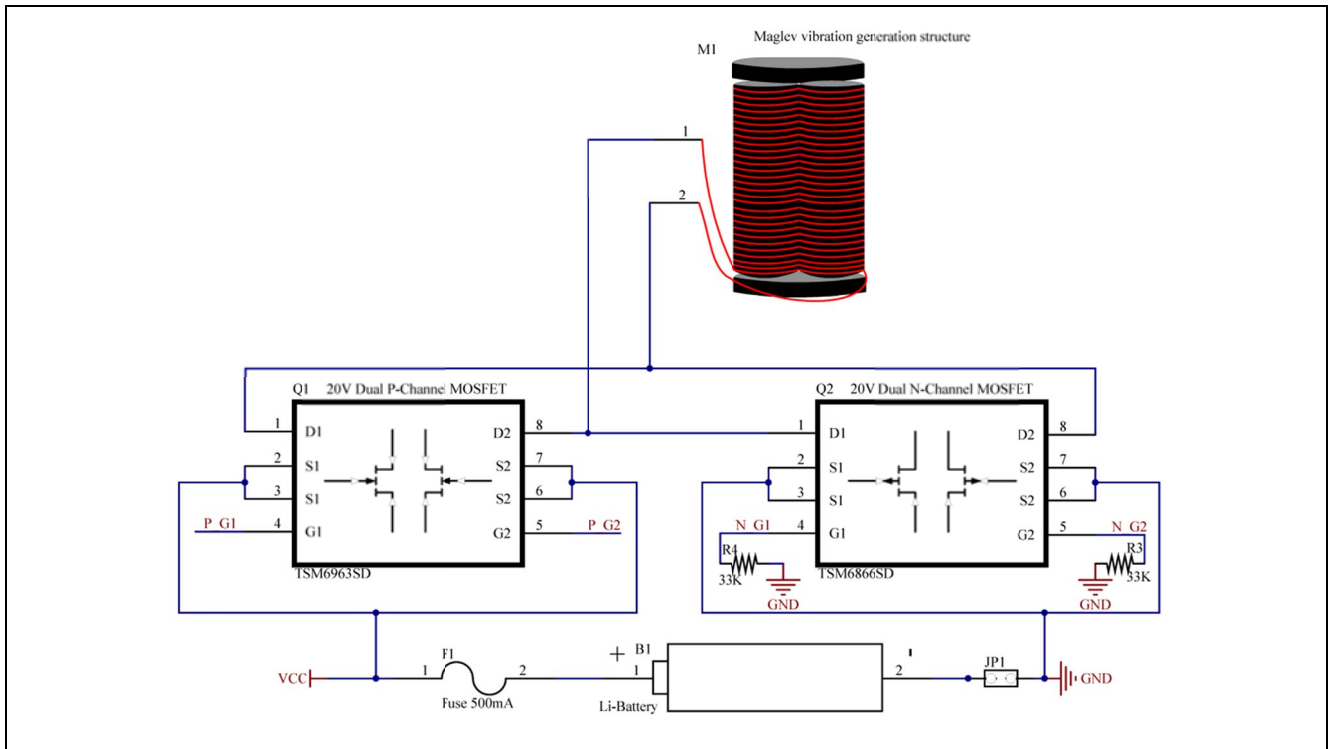 Maglev vibration generation structure
M1
1
2
Q1 20V Dual P-Channel MOSFET
Q2 20V Dual N-Channel MOSFET
1 D1 D2 8
2 S1 S2 7
3 S1 S2 6
4 G1 G2 5
P_G1
P_G2
TSM6963SD
1 D1 D2 8
2 S1 S2 7
3 S1 S2 6
4 G1 G2 5
N_G1
N_G2
R4
33K
GND
R3
33K
GND
TSM6866SD
VCC
F1
1 2
Fuse 500mA
+ B1
1 2
Li-Battery
JP1
GND